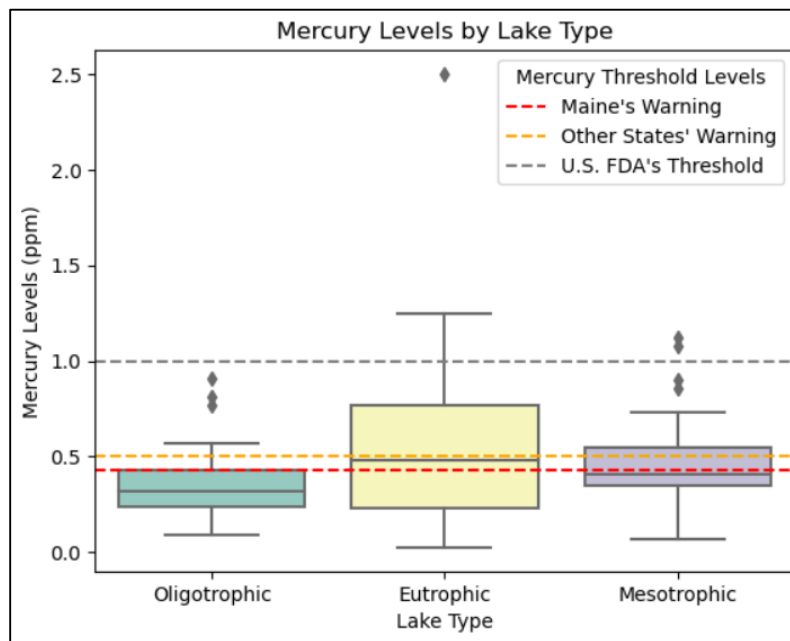 Mercury Levels by Lake Type
Mercury Threshold Levels
Maine's Warning
Other States' Warning
U.S. FDA's Threshold
Mercury Levels (ppm)
2.5
2.0
1.5
1.0
0.5
0.0
Oligotrophic Eutrophic Mesotrophic
Lake Type